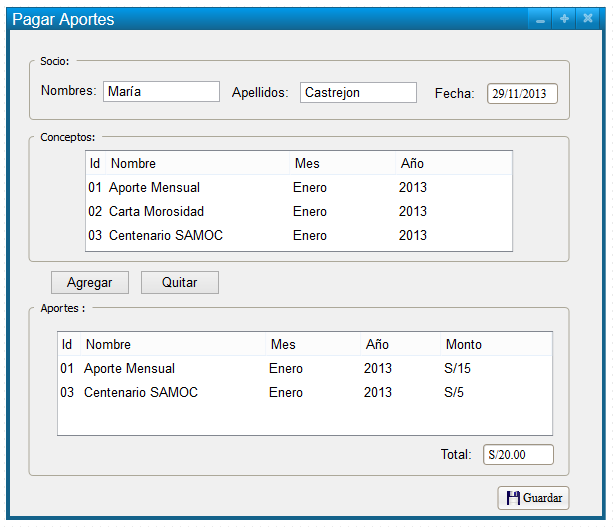 Pagar Aportes
Socio:
Nombres: María Apellidos: Castrejon Fecha: 29/11/2013
Conceptos:
Id Nombre Mes Año
01 Aporte Mensual Enero 2013
02 Carta Morosidad Enero 2013
03 Centenario SAMOC Enero 2013
Agregar Quitar
Aportes :
Id Nombre Mes Año Monto
01 Aporte Mensual Enero 2013 S/15
03 Centenario SAMOC Enero 2013 S/5
Total: S/20.00
Guardar